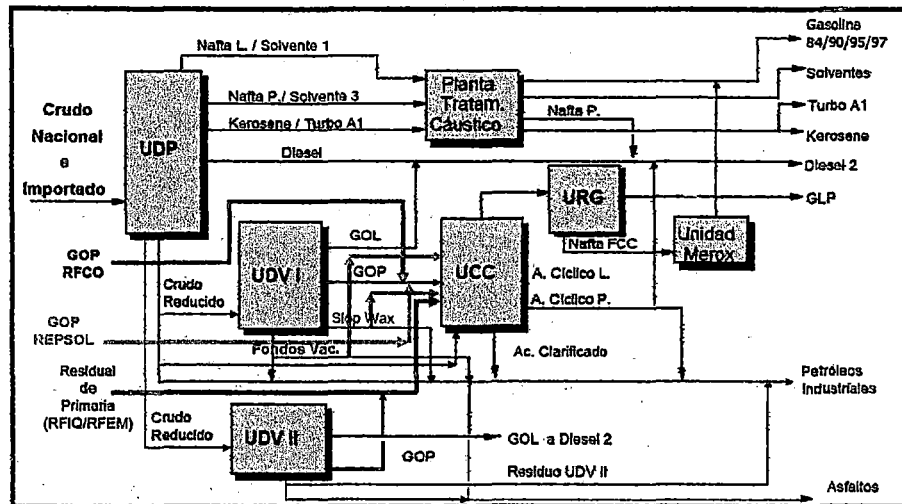 Nafta L. / Solvente 1
Gasolina
84/90/95/97
Solventes
Planta
Tratam.
Cáustico
Nafta P./ Solvente 3
Nafta P.
Turbo A1
Kerosene / Turbo A1
Kerosene
Crudo
Nacional
e
Importado
UDP
Diesel
Diesel 2
URG
GLP
Nafta FCC
Unidad
Merox
GOP
RFCO
UDV I
GOL
GOP
UCC
A. Cíclico L.
A. Cíclico P.
Crudo
Reducido
Slop Wax
GOP
REPSOL
Fondos Vac.
Ac. Clarificado
Residual
de
Primaria
(RFIQ/RFEM)
Petróleos
Industriales
Crudo
Reducido
UDV II
GOL a Diesel 2
GOP
Residuo UDV II
Asfaltos